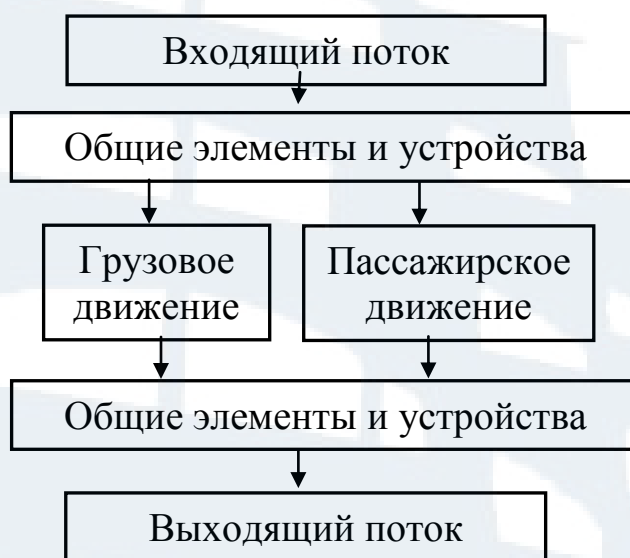 Входящий поток
Общие элементы и устройства
Грузовое
движение
Пассажирское
движение
Общие элементы и устройства
Выходящий поток